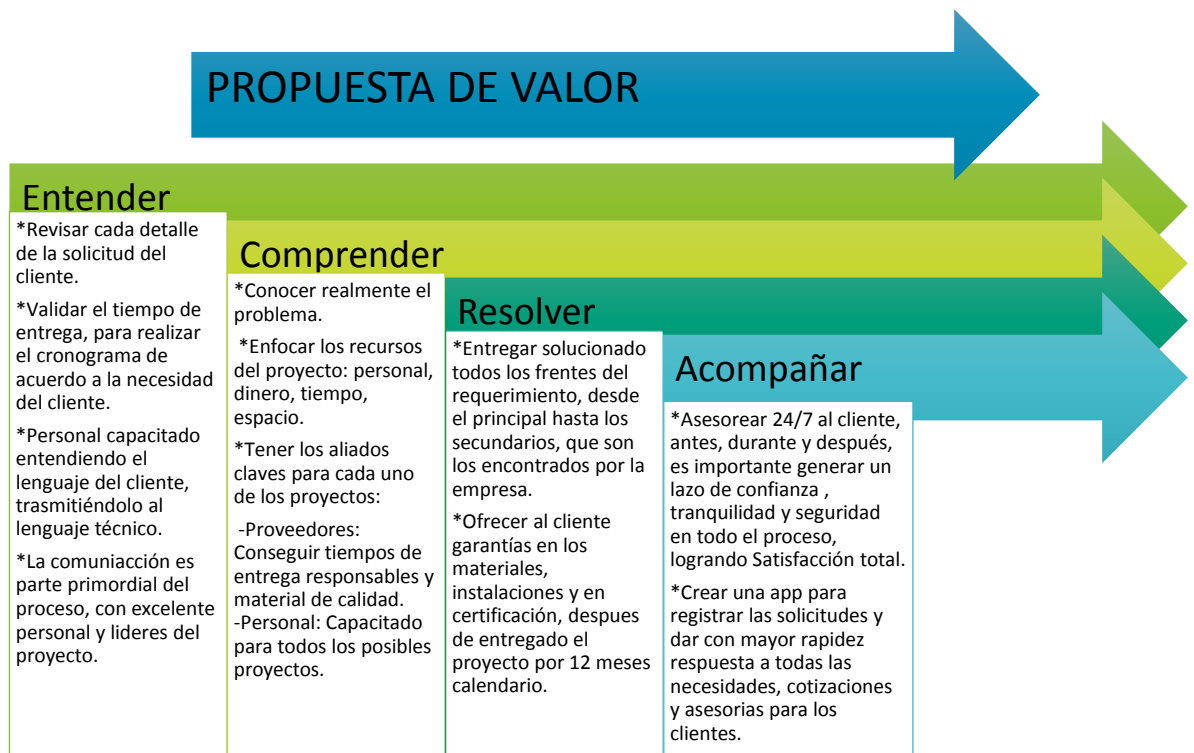 PROPUESTA DE VALOR
Entender
*Revisar cada detalle
de la solicitud del
cliente.
*Validar el tiempo de
entrega, para realizar
el cronograma de
acuerdo a la necesidad
del cliente.
*Personal capacitado
entendiendo el
lenguaje del cliente,
trasmitiéndolo al
lenguaje técnico.
*La comuniacción es
parte primordial del
proceso, con excelente
personal y lideres del
proyecto.
Comprender
*Conocer realmente el
problema.
*Enfocar los recursos
del proyecto: personal,
dinero, tiempo,
espacio.
*Tener los aliados
claves para cada uno
de los proyectos:
-Proveedores:
Conseguir tiempos de
entrega responsables y
material de calidad.
-Personal: Capacitado
para todos los posibles
proyectos.
Resolver
*Entregar solucionado
todos los frentes del
requerimiento, desde
el principal hasta los
secundarios, que son
los encontrados por la
empresa.
*Ofrecer al cliente
garantías en los
materiales,
instalaciones y en
certificación, despues
de entregado el
proyecto por 12 meses
calendario.
Acompañar
*Asesorear 24/7 al cliente,
antes, durante y después,
es importante generar un
lazo de confianza ,
tranquilidad y seguridad
en todo el proceso,
logrando Satisfacción total.
*Crear una app para
registrar las solicitudes y
dar con mayor rapidez
respuesta a todas las
necesidades, cotizaciones
y asesorias para los
clientes.